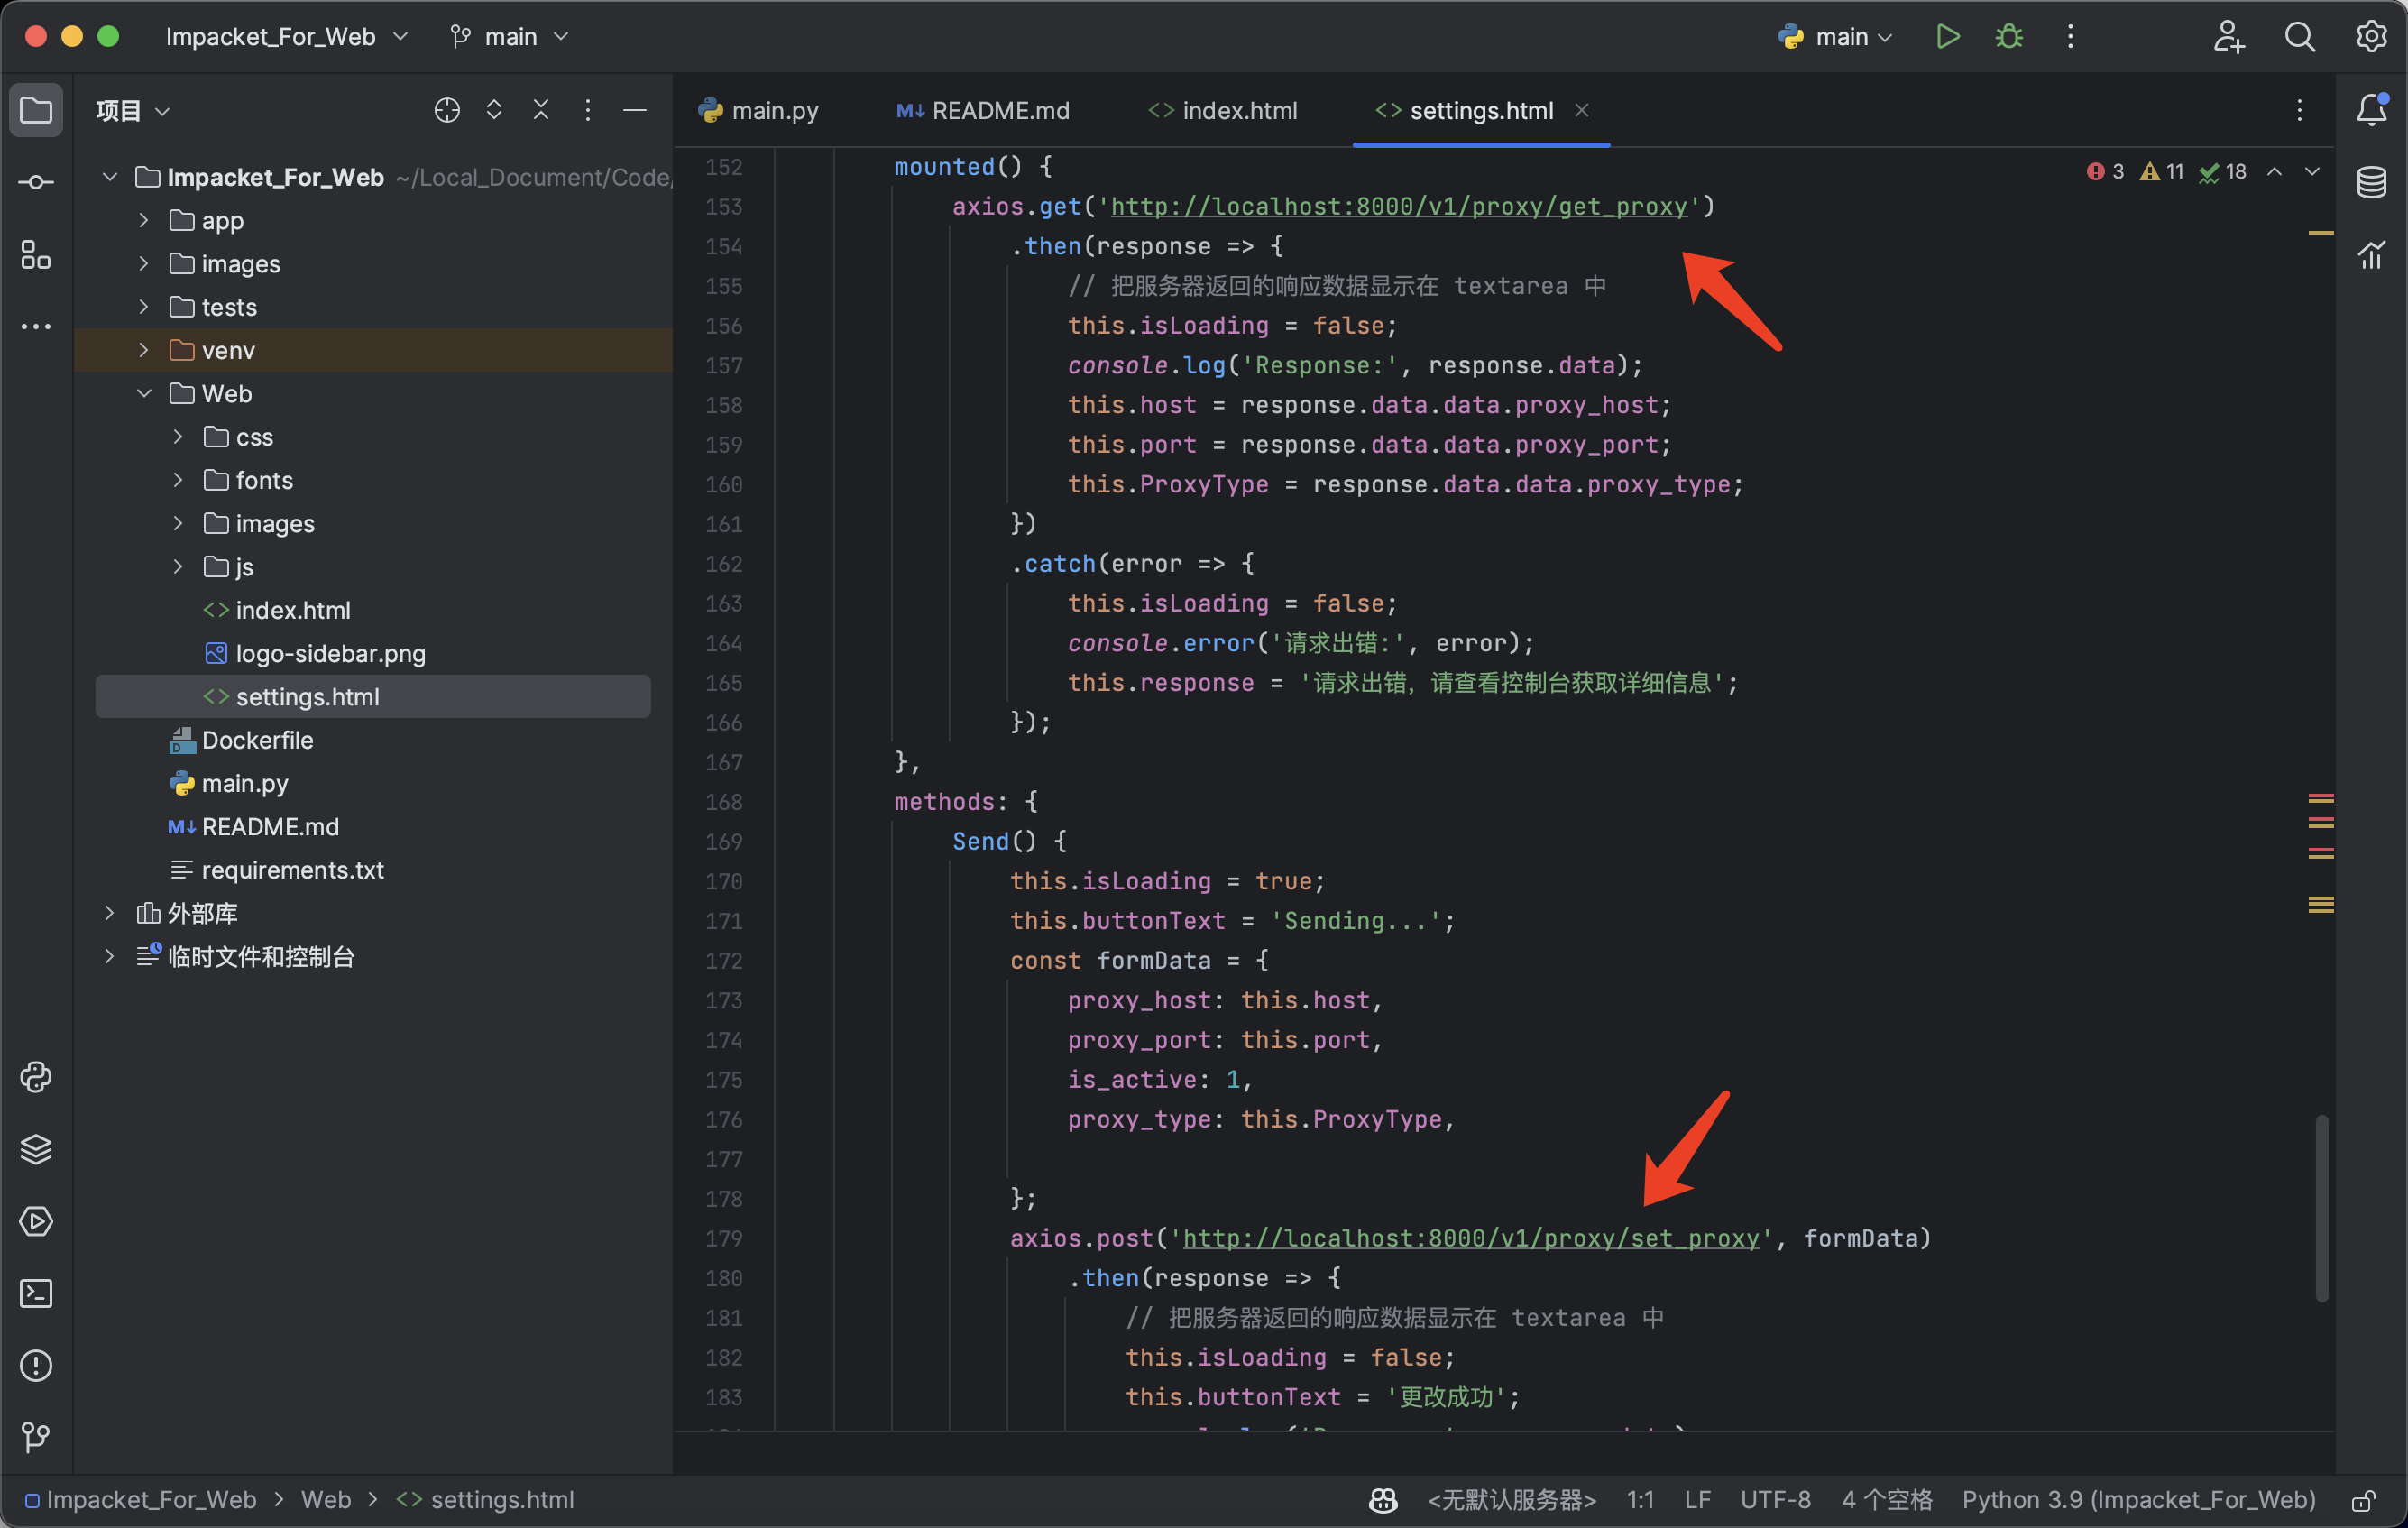 Impacket_For_Web
main
main
项目
main.py
M↓ README.md
<> index.html
<> settings.html
Impacket_For_Web ~/Local_Document/Code/
app
images
tests
venv
Web
css
fonts
images
js
<> index.html
logo-sidebar.png
<> settings.html
D Dockerfile
main.py
M↓ README.md
requirements.txt
外部库
临时文件和控制台
3 11 18
152 mounted() {
153 axios.get('http://localhost:8000/v1/proxy/get_proxy')
154 .then(response => {
155 // 把服务器返回的响应数据显示在 textarea 中
156 this.isLoading = false;
157 console.log('Response:', response.data);
158 this.host = response.data.data.proxy_host;
159 this.port = response.data.data.proxy_port;
160 this.ProxyType = response.data.data.proxy_type;
161 })
162 .catch(error => {
163 this.isLoading = false;
164 console.error('请求出错:', error);
165 this.response = '请求出错，请查看控制台获取详细信息';
166 });
167 },
168 methods: {
169 Send() {
170 this.isLoading = true;
171 this.buttonText = 'Sending...';
172 const formData = {
173 proxy_host: this.host,
174 proxy_port: this.port,
175 is_active: 1,
176 proxy_type: this.ProxyType,
177
178 };
179 axios.post('http://localhost:8000/v1/proxy/set_proxy', formData)
180 .then(response => {
181 // 把服务器返回的响应数据显示在 textarea 中
182 this.isLoading = false;
183 this.buttonText = '更改成功';
Impacket_For_Web > Web > <> settings.html
<无默认服务器> 1:1 LF UTF-8 4 个空格 Python 3.9 (Impacket_For_Web)